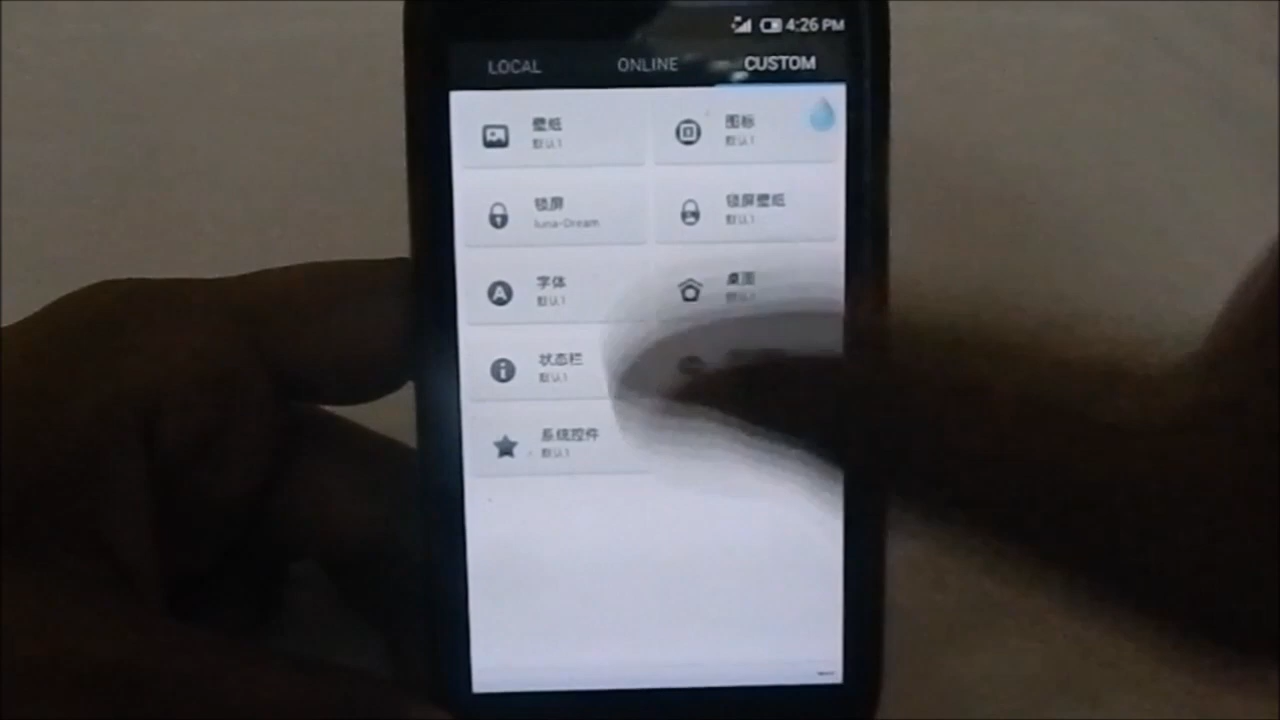 4:26 PM
LOCAL ONLINE CUSTOM
壁纸
默认1
图标
默认1
锁屏
luna-Dream
锁屏壁纸
默认1
字体
默认1
桌面
默认1
状态栏
默认1
系统控件
默认1